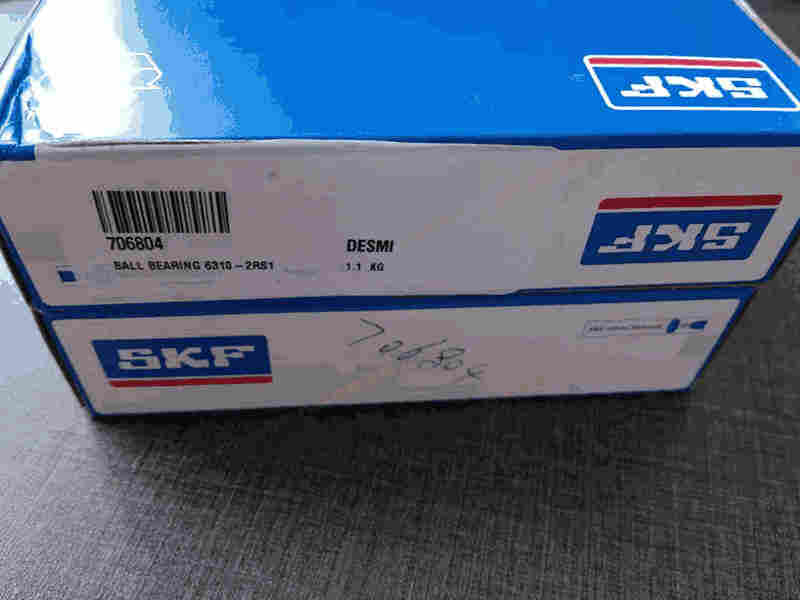 SKF
SKF
706804
DESMI
BALL BEARING 6310-2RS1
1.1 KG
SKF
706804